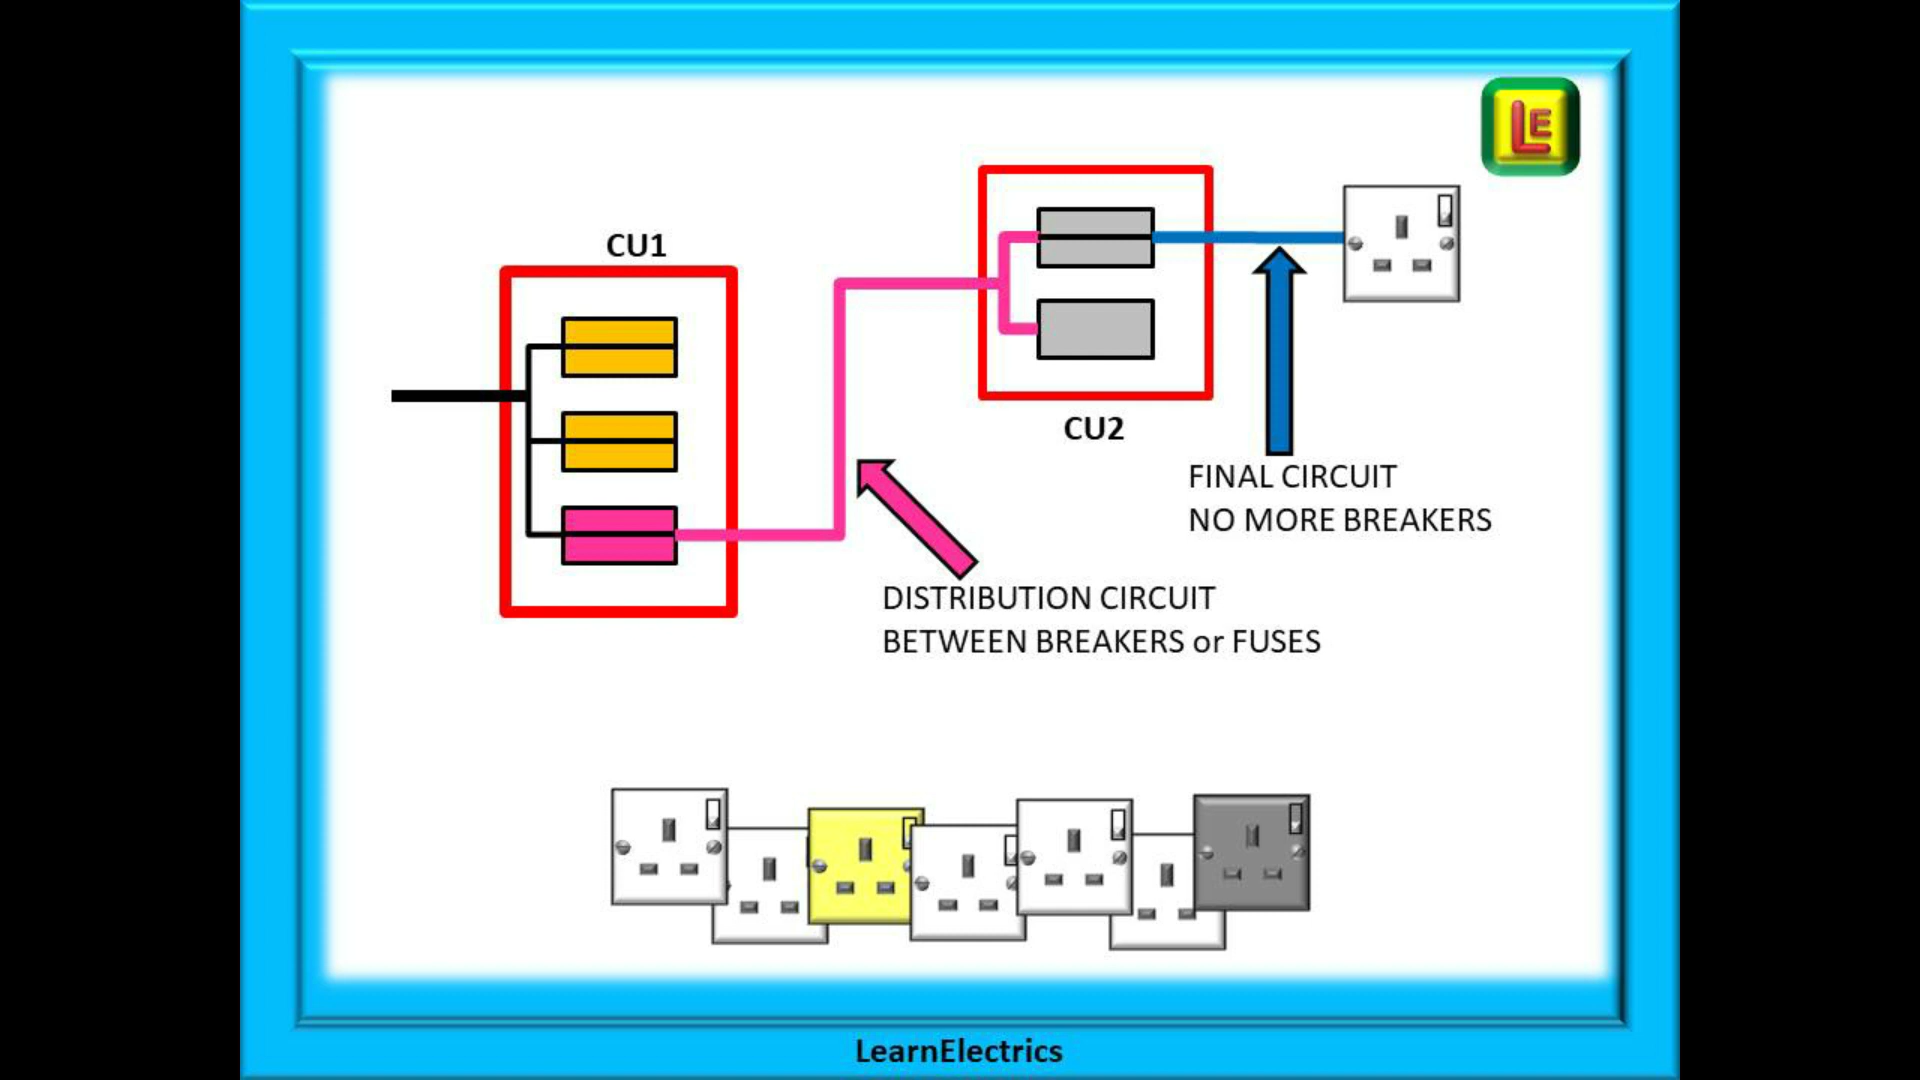 LE
CU1
CU2
FINAL CIRCUIT
NO MORE BREAKERS
DISTRIBUTION CIRCUIT
BETWEEN BREAKERS or FUSES
LearnElectrics